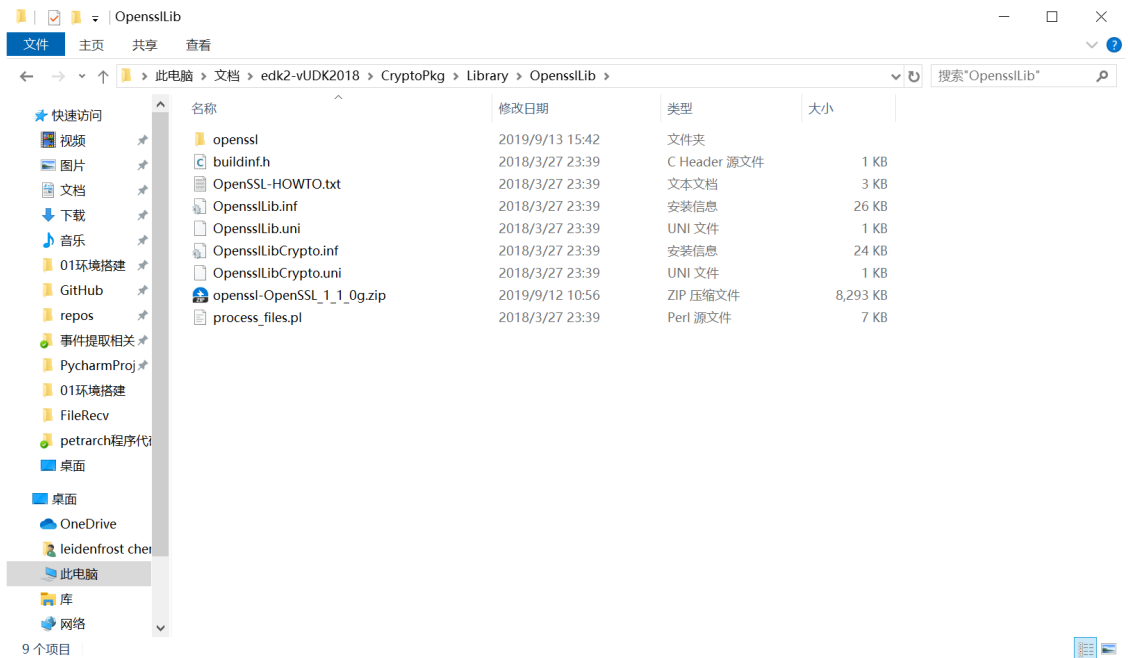 OpensslLib
文件 主页 共享 查看
此电脑 文档 edk2-vUDK2018 CryptoPkg Library OpensslLib 搜索"OpensslLib"
名称 修改日期 类型 大小
openssl 2019/9/13 15:42 文件夹
buildinf.h 2018/3/27 23:39 C Header 源文件 1 KB
OpenSSL-HOWTO.txt 2018/3/27 23:39 文本文档 3 KB
OpensslLib.inf 2018/3/27 23:39 安装信息 26 KB
OpensslLib.uni 2018/3/27 23:39 UNI 文件 1 KB
OpensslLibCrypto.inf 2018/3/27 23:39 安装信息 24 KB
OpensslLibCrypto.uni 2018/3/27 23:39 UNI 文件 1 KB
openssl-OpenSSL_1_1_0g.zip 2019/9/12 10:56 ZIP 压缩文件 8,293 KB
process_files.pl 2018/3/27 23:39 Perl 源文件 7 KB
快速访问
视频
图片
文档
下载
音乐
01环境搭建
GitHub
repos
事件提取相关
PycharmProj
01环境搭建
FileRecv
petrarch程序代
桌面
桌面
OneDrive
leidenfrost cher
此电脑
库
网络
9 个项目